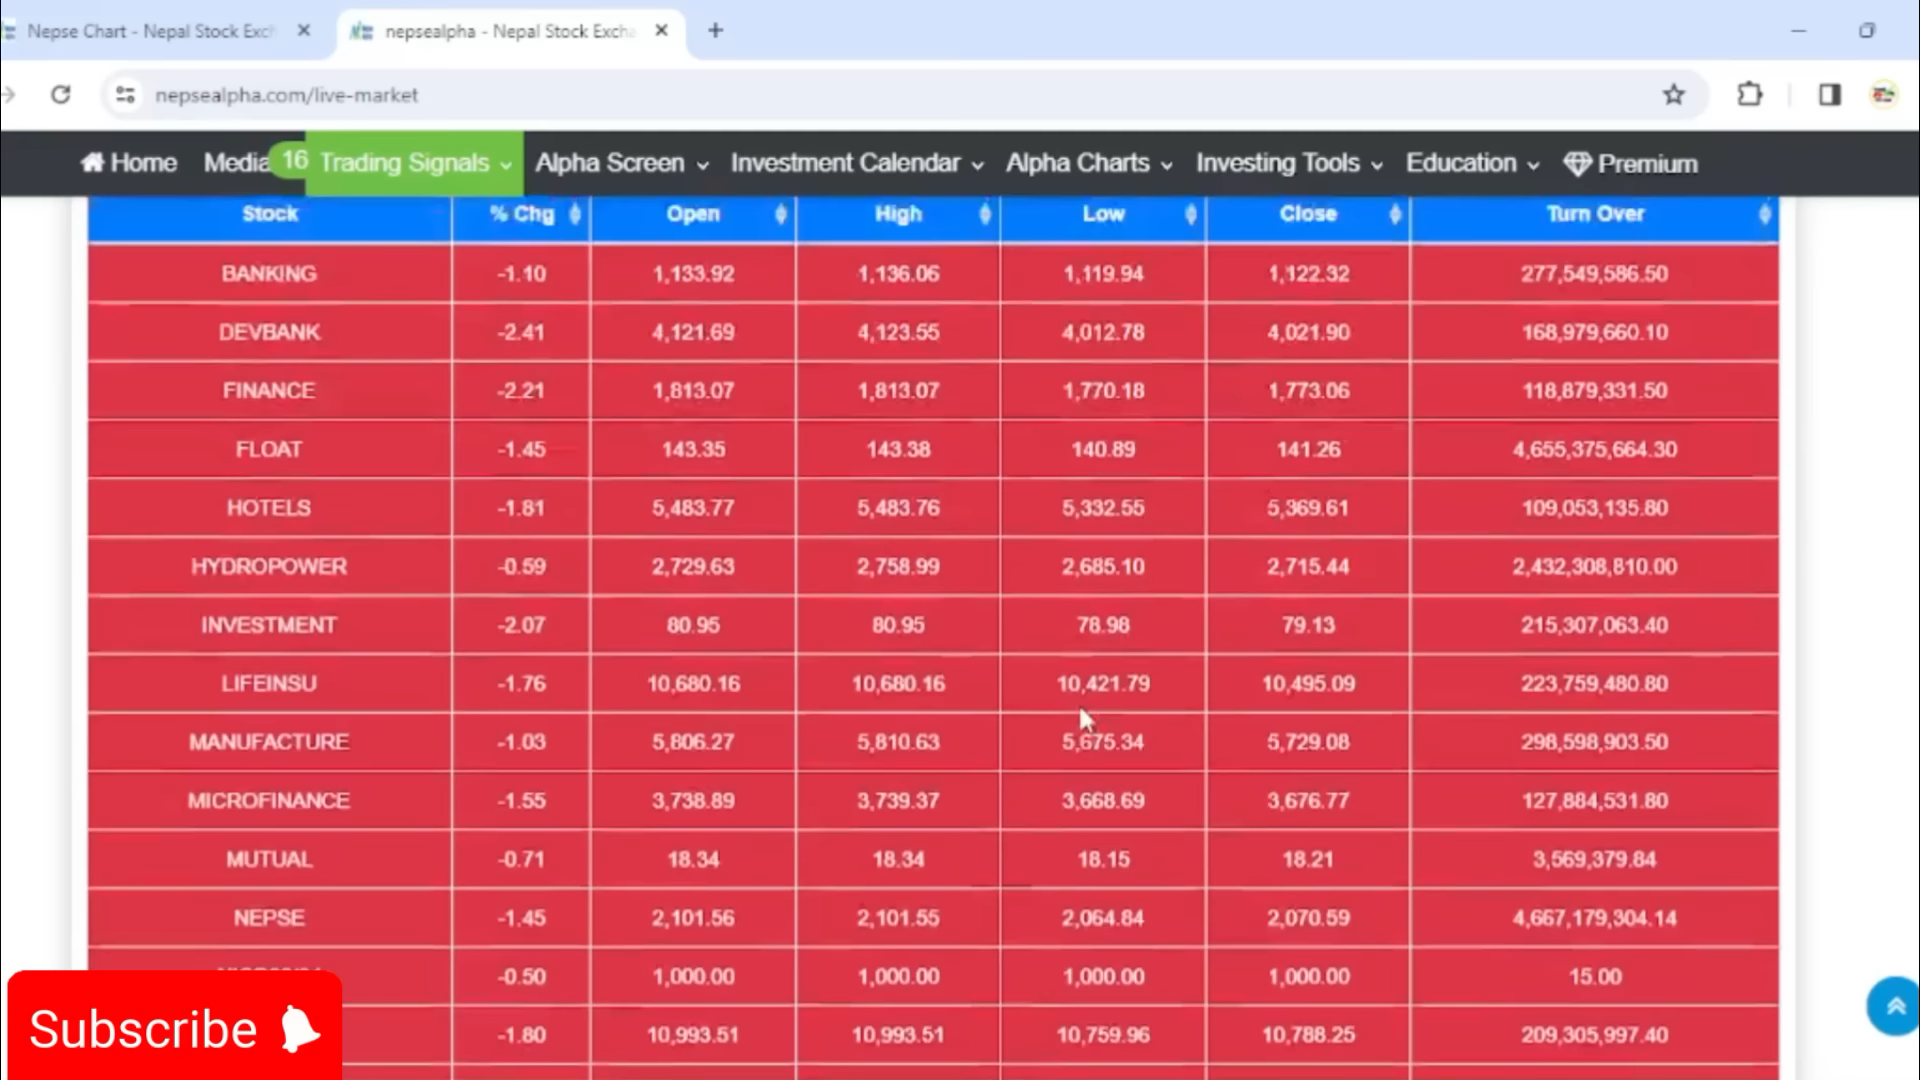 Nepse Chart - Nepal Stock Exch
nepsealpha - Nepal Stock Excha
nepsealpha.com/live-market
Home Media 16 Trading Signals Alpha Screen Investment Calendar Alpha Charts Investing Tools Education Premium
Stock % Chg Open High Low Close Turn Over
BANKING -1.10 1,133.92 1,136.06 1,119.94 1,122.32 277,549,586.50
DEVBANK -2.41 4,121.69 4,123.55 4,012.78 4,021.90 168,979,660.10
FINANCE -2.21 1,813.07 1,813.07 1,770.18 1,773.06 118,879,331.50
FLOAT -1.45 143.35 143.38 140.89 141.26 4,655,375,664.30
HOTELS -1.81 5,483.77 5,483.76 5,332.55 5,369.61 109,053,135.80
HYDROPOWER -0.59 2,729.63 2,758.99 2,685.10 2,715.44 2,432,308,810.00
INVESTMENT -2.07 80.95 80.95 78.98 79.13 215,307,063.40
LIFEINSU -1.76 10,680.16 10,680.16 10,421.79 10,495.09 223,759,480.80
MANUFACTURE -1.03 5,806.27 5,810.63 5,675.34 5,729.08 298,598,903.50
MICROFINANCE -1.55 3,738.89 3,739.37 3,668.69 3,676.77 127,884,531.80
MUTUAL -0.71 18.34 18.34 18.15 18.21 3,569,379.84
NEPSE -1.45 2,101.56 2,101.55 2,064.84 2,070.59 4,667,179,304.14
-0.50 1,000.00 1,000.00 1,000.00 1,000.00 15.00
-1.80 10,993.51 10,993.51 10,759.96 10,788.25 209,305,997.40
Subscribe